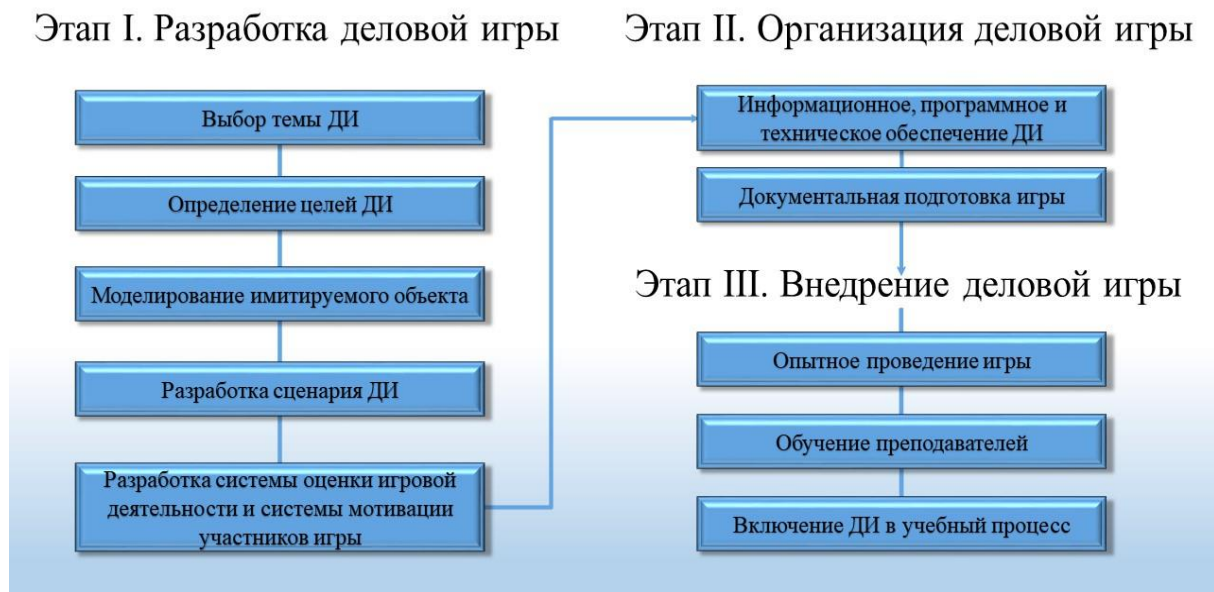 Этап I. Разработка деловой игры
Выбор темы ДИ
Определение целей ДИ
Моделирование имитируемого объекта
Разработка сценария ДИ
Разработка системы оценки игровой
деятельности и системы мотивации
участников игры
Этап II. Организация деловой игры
Информационное, программное и
техническое обеспечение ДИ
Документальная подготовка игры
Этап III. Внедрение деловой игры
Опытное проведение игры
Обучение преподавателей
Включение ДИ в учебный процесс